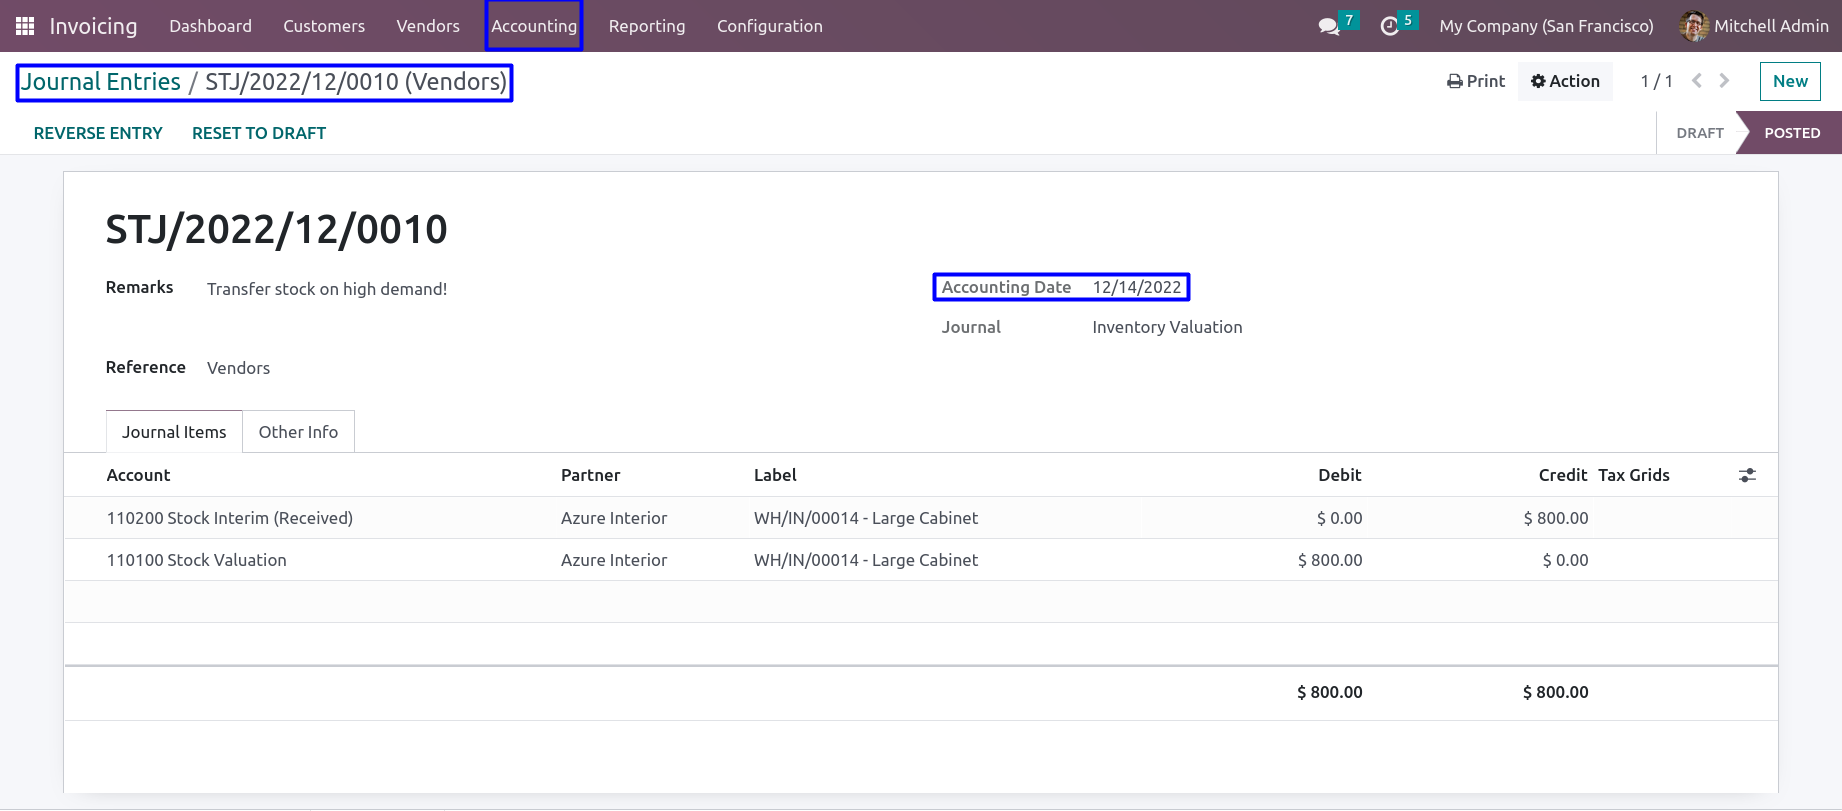 Invoicing Dashboard Customers Vendors Accounting Reporting Configuration 7 5 My Company (San Francisco) Mitchell Admin
Journal Entries / STJ/2022/12/0010 (Vendors) Print Action 1 / 1 New
REVERSE ENTRY RESET TO DRAFT DRAFT POSTED
STJ/2022/12/0010
Remarks Transfer stock on high demand! Accounting Date 12/14/2022
Journal Inventory Valuation
Reference Vendors
Journal Items Other Info
Account Partner Label Debit Credit Tax Grids
110200 Stock Interim (Received) Azure Interior WH/IN/00014 - Large Cabinet $ 0.00 $ 800.00
110100 Stock Valuation Azure Interior WH/IN/00014 - Large Cabinet $ 800.00 $ 0.00
$ 800.00 $ 800.00